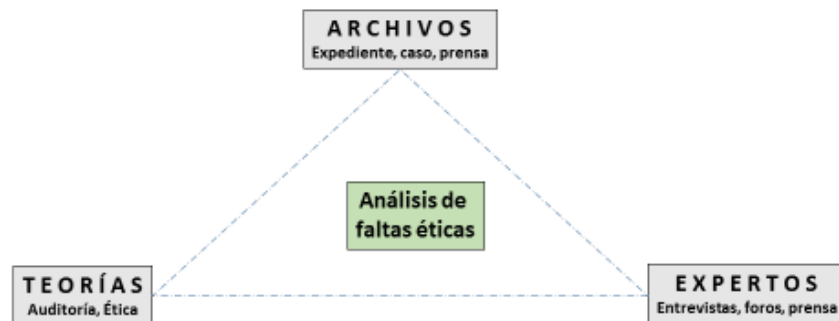 ARCHIVOS
Expediente, caso, prensa
Análisis de
faltas éticas
TEORÍAS
Auditoría, Ética
EXPERTOS
Entrevistas, foros, prensa